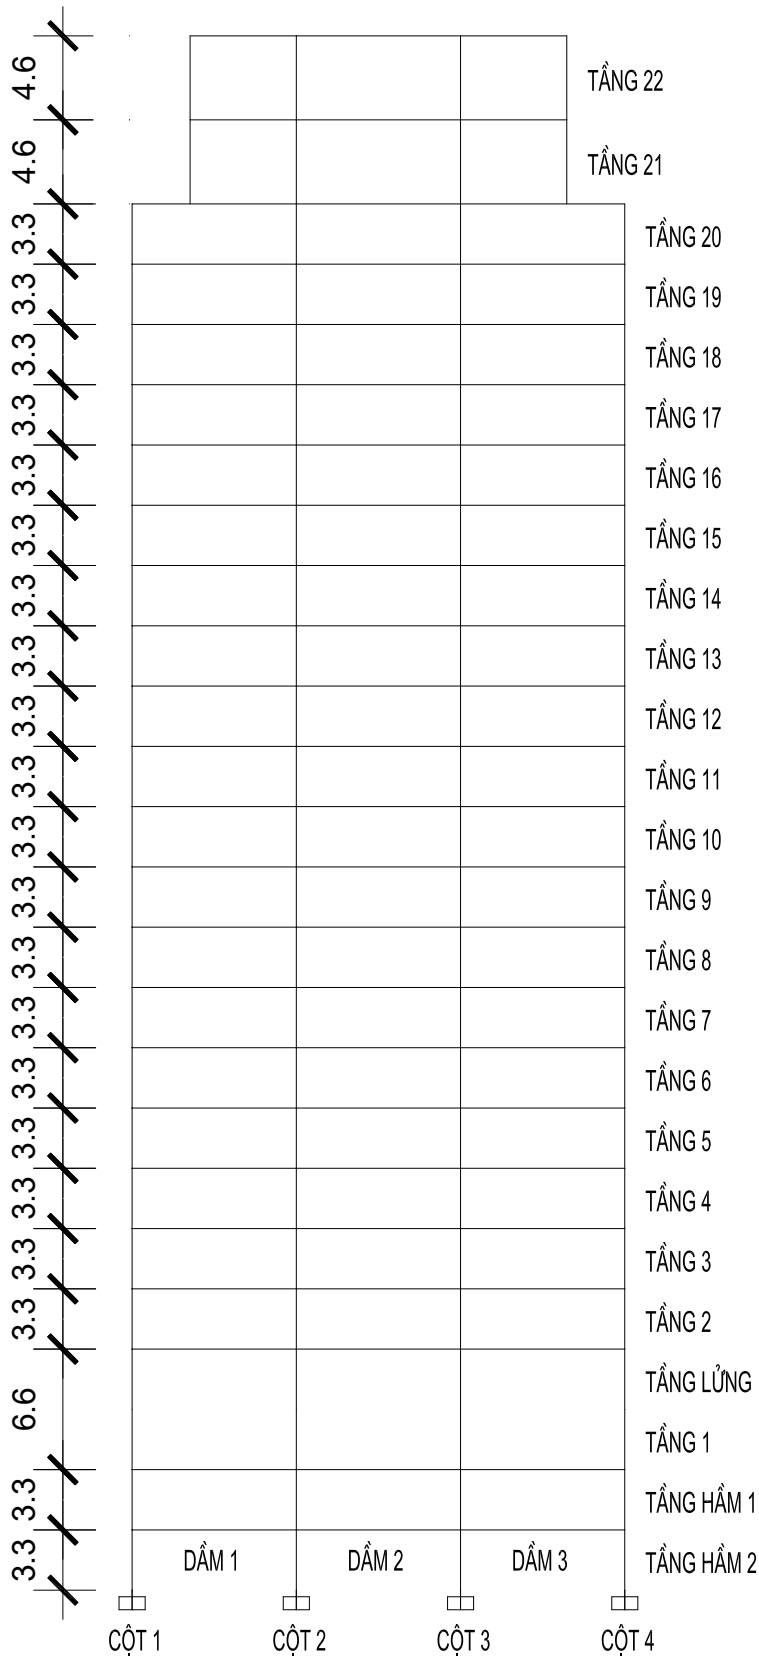 4.6 TẦNG 22
4.6 TẦNG 21
3.3 TẦNG 20
3.3 TẦNG 19
3.3 TẦNG 18
3.3 TẦNG 17
3.3 TẦNG 16
3.3 TẦNG 15
3.3 TẦNG 14
3.3 TẦNG 13
3.3 TẦNG 12
3.3 TẦNG 11
3.3 TẦNG 10
3.3 TẦNG 9
3.3 TẦNG 8
3.3 TẦNG 7
3.3 TẦNG 6
3.3 TẦNG 5
3.3 TẦNG 4
3.3 TẦNG 3
3.3 TẦNG 2
TẦNG LỬNG
6.6
TẦNG 1
3.3 TẦNG HẦM 1
3.3 DẦM 1 DẦM 2 DẦM 3 TẦNG HẦM 2
CỘT 1 CỘT 2 CỘT 3 CỘT 4